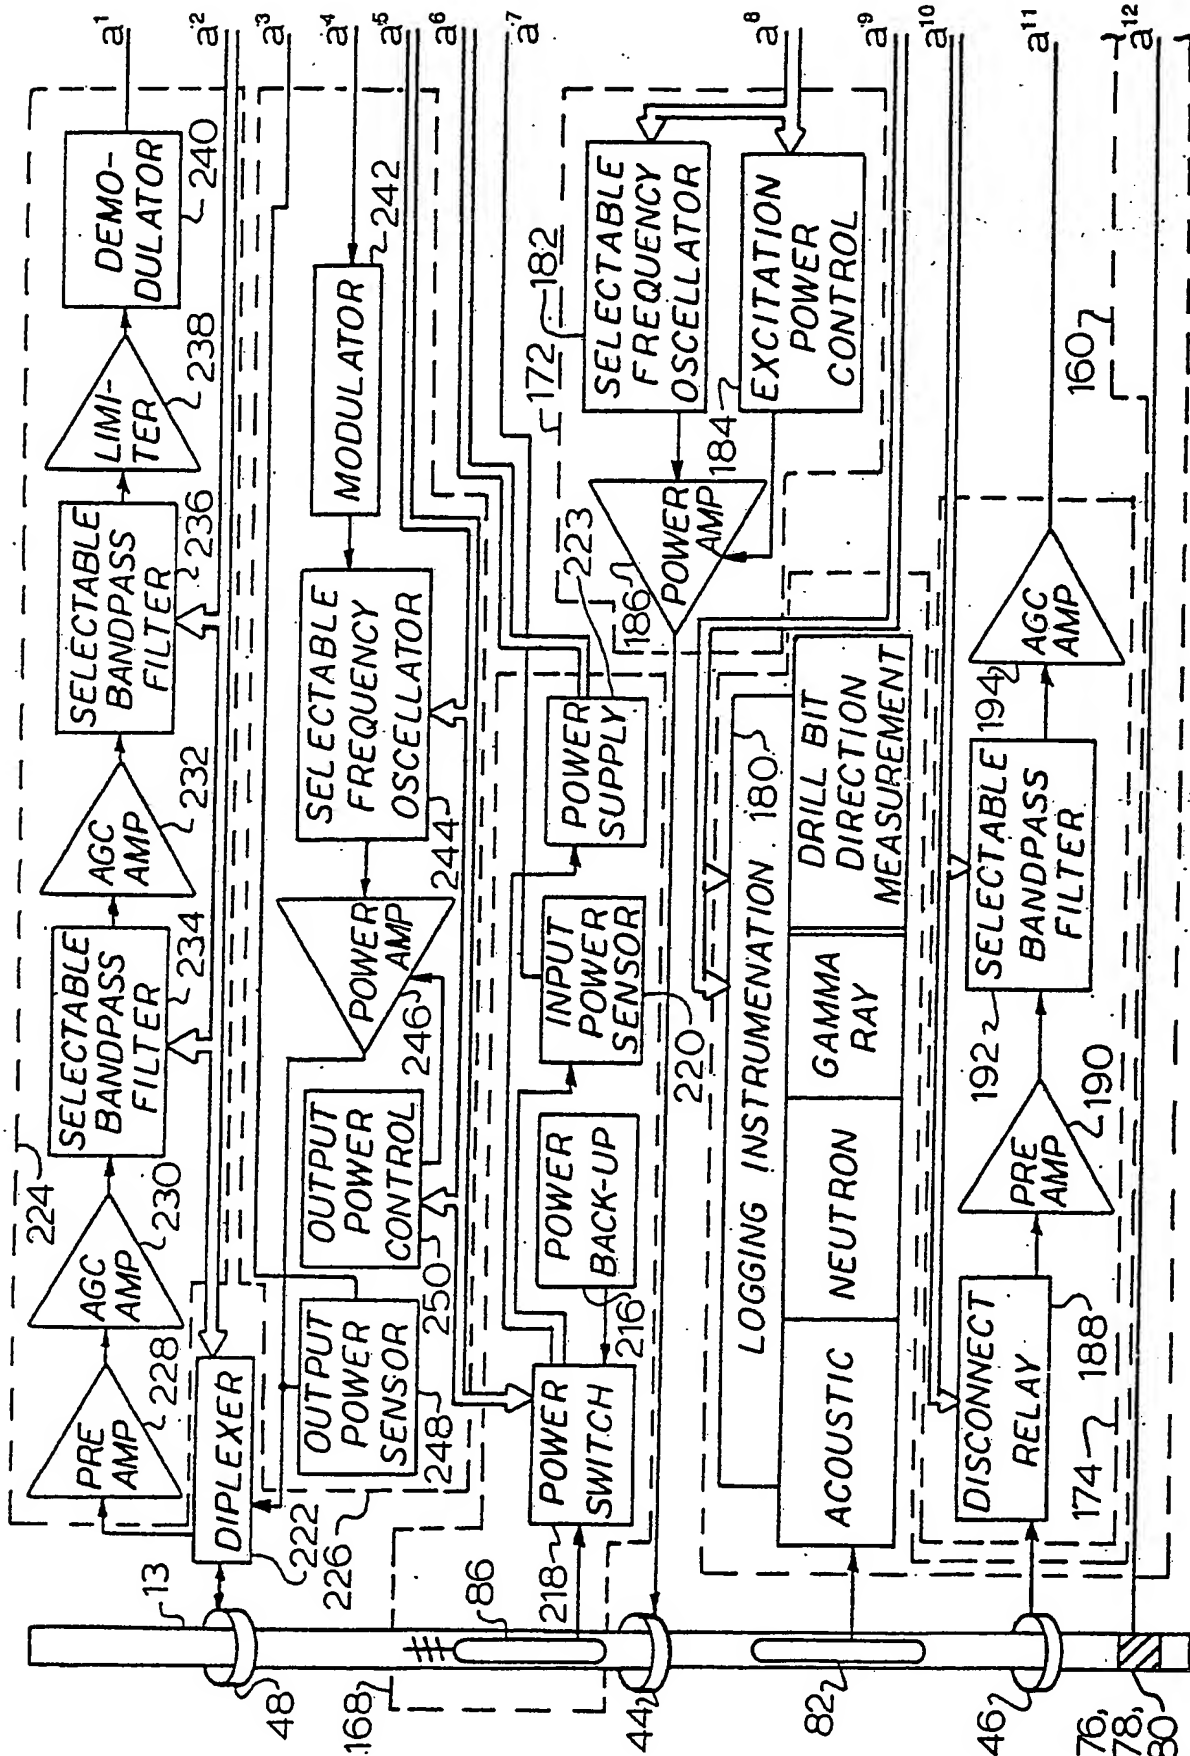 a¹
a²
a³
a⁴
a⁵
a⁶
a⁷
a⁸
a⁹
a¹⁰
a¹¹
a¹²
224
PRE
AMP
228
AGC
AMP
230
SELECTABLE
BANDPASS
FILTER
234
AGC
AMP
232
SELECTABLE
BANDPASS
FILTER
236
LIMI-
TER
238
DEMO-
DULATOR
240
13
48
DIPLEXER
222
226
OUTPUT
POWER
SENSOR
248
OUTPUT
POWER
CONTROL
250
POWER
AMP
246
SELECTABLE
FREQUENCY
OSCELLATOR
244
MODULATOR
242
168
86
POWER
SWITCH
218
POWER
BACK-UP
216
INPUT
POWER
SENSOR
220
POWER
SUPPLY
223
44
POWER
AMP
186
172
SELECTABLE
FREQUENCY
OSCELLATOR
182
EXCITATION
POWER
CONTROL
184
82
LOGGING INSTRUMENATION
180
ACOUSTIC
NEUTRON
GAMMA
RAY
DRILL BIT
DIRECTION
MEASUREMENT
46
174
DISCONNECT
RELAY
188
PRE
AMP
190
SELECTABLE
BANDPASS
FILTER
192
AGC
AMP
194
160
76,
78,
80